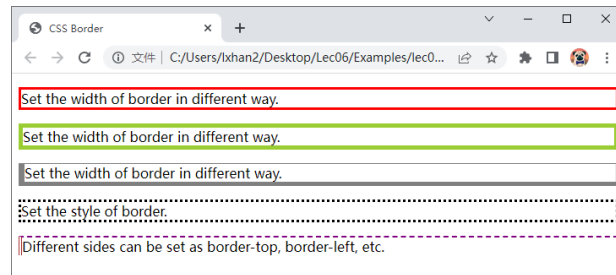 CSS Border
文件 | C:/Users/lxhan2/Desktop/Lec06/Examples/lec0...
Set the width of border in different way.
Set the width of border in different way.
Set the width of border in different way.
Set the style of border.
Different sides can be set as border-top, border-left, etc.